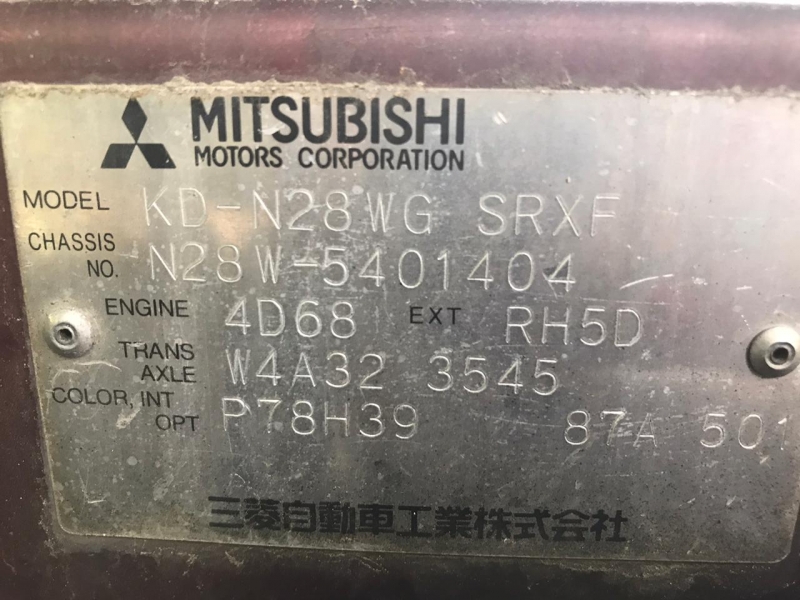 MITSUBISHI
MOTORS CORPORATION
MODEL KD-N28WG SRXF
CHASSIS NO. N28W-5401404
ENGINE 4D68 EXT RH5D
TRANS AXLE W4A32 3545
COLOR, INT OPT P78H39 87A 501
三菱自動車工業株式会社